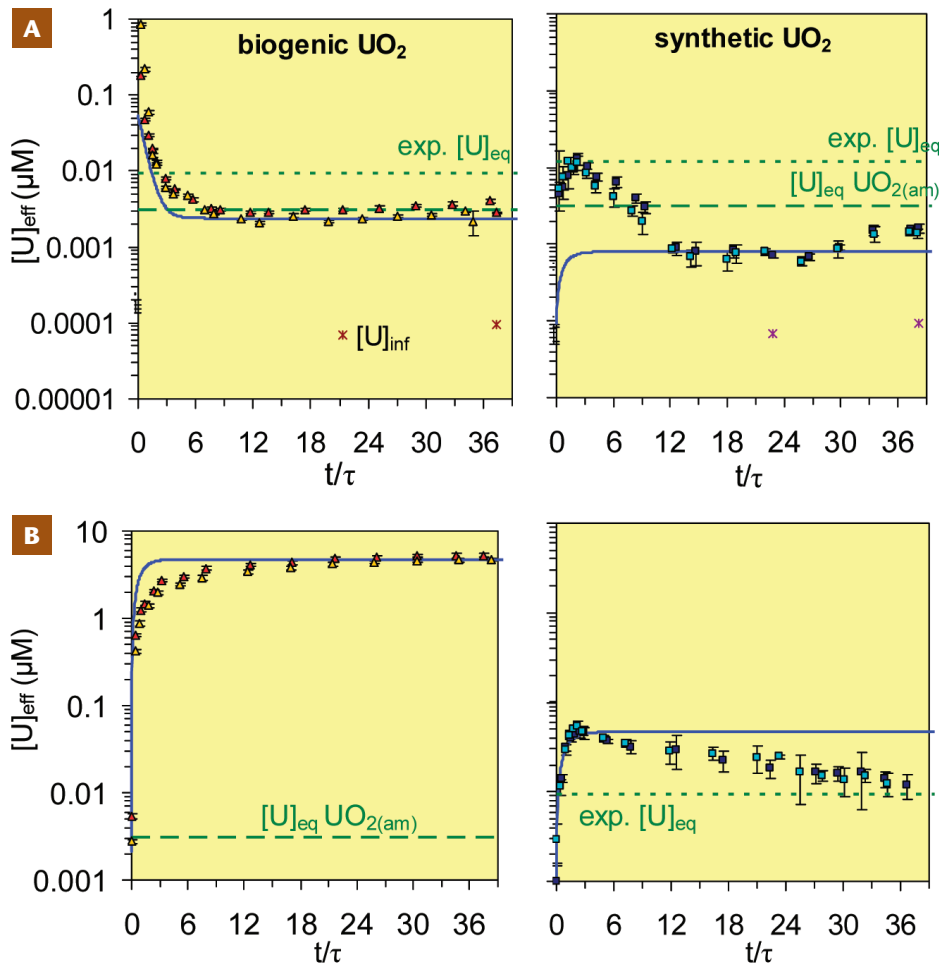 A
biogenic UO₂
synthetic UO₂
[U]eff (µM)
1
0.1
0.01
0.001
0.0001
0.00001
exp. [U]eq
[U]inf
exp. [U]eq
[U]eq UO₂(am)
0 6 12 18 24 30 36
t/τ
0 6 12 18 24 30 36
t/τ
B
[U]eff (µM)
10
1
0.1
0.01
0.001
[U]eq UO₂(am)
exp. [U]eq
0 6 12 18 24 30 36
t/τ
0 6 12 18 24 30 36
t/τ